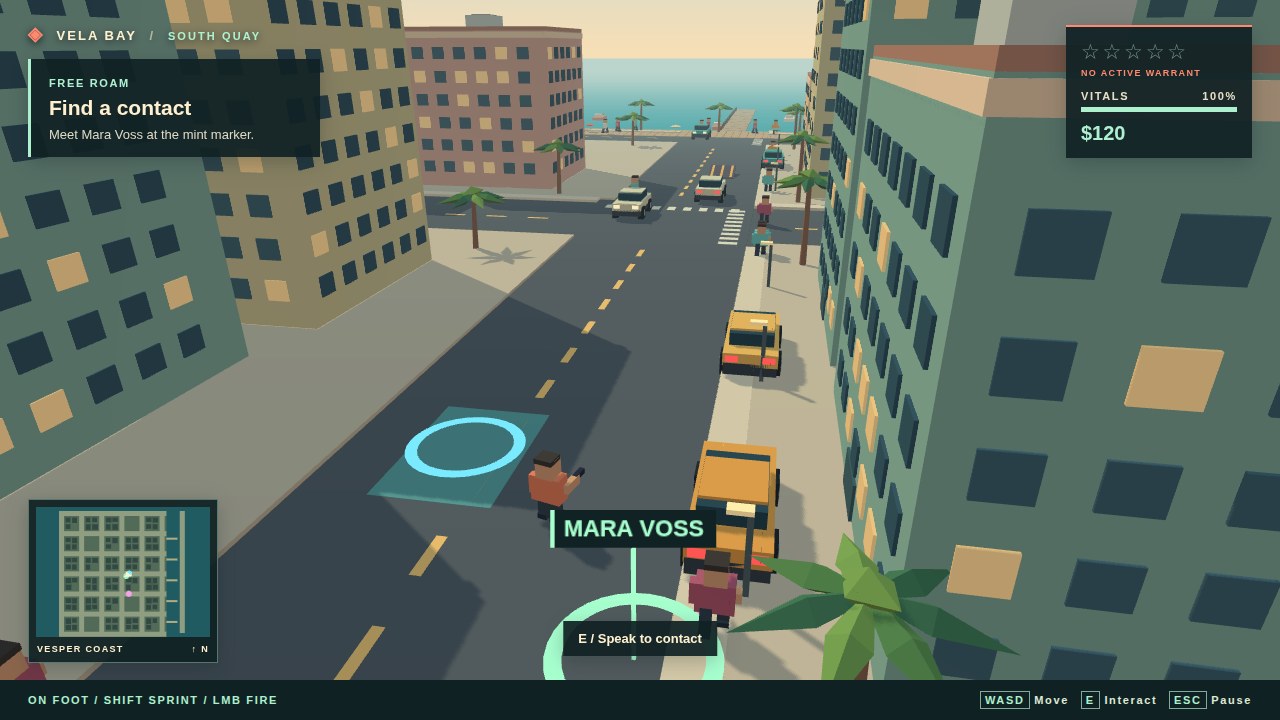 VELA BAY / SOUTH QUAY
FREE ROAM
Find a contact
Meet Mara Voss at the mint marker.
☆☆☆☆☆
NO ACTIVE WARRANT
VITALS 100%
$120
MARA VOSS
E / Speak to contact
VESPER COAST ↑ N
ON FOOT / SHIFT SPRINT / LMB FIRE
WASD Move E Interact ESC Pause